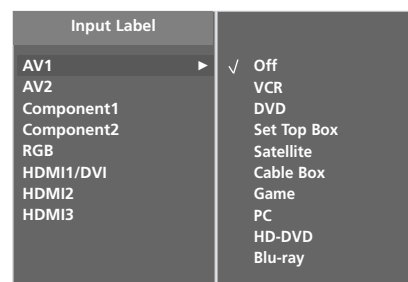 Input Label
AV1 ►
AV2
Component1
Component2
RGB
HDMI1/DVI
HDMI2
HDMI3
√ Off
VCR
DVD
Set Top Box
Satellite
Cable Box
Game
PC
HD-DVD
Blu-ray